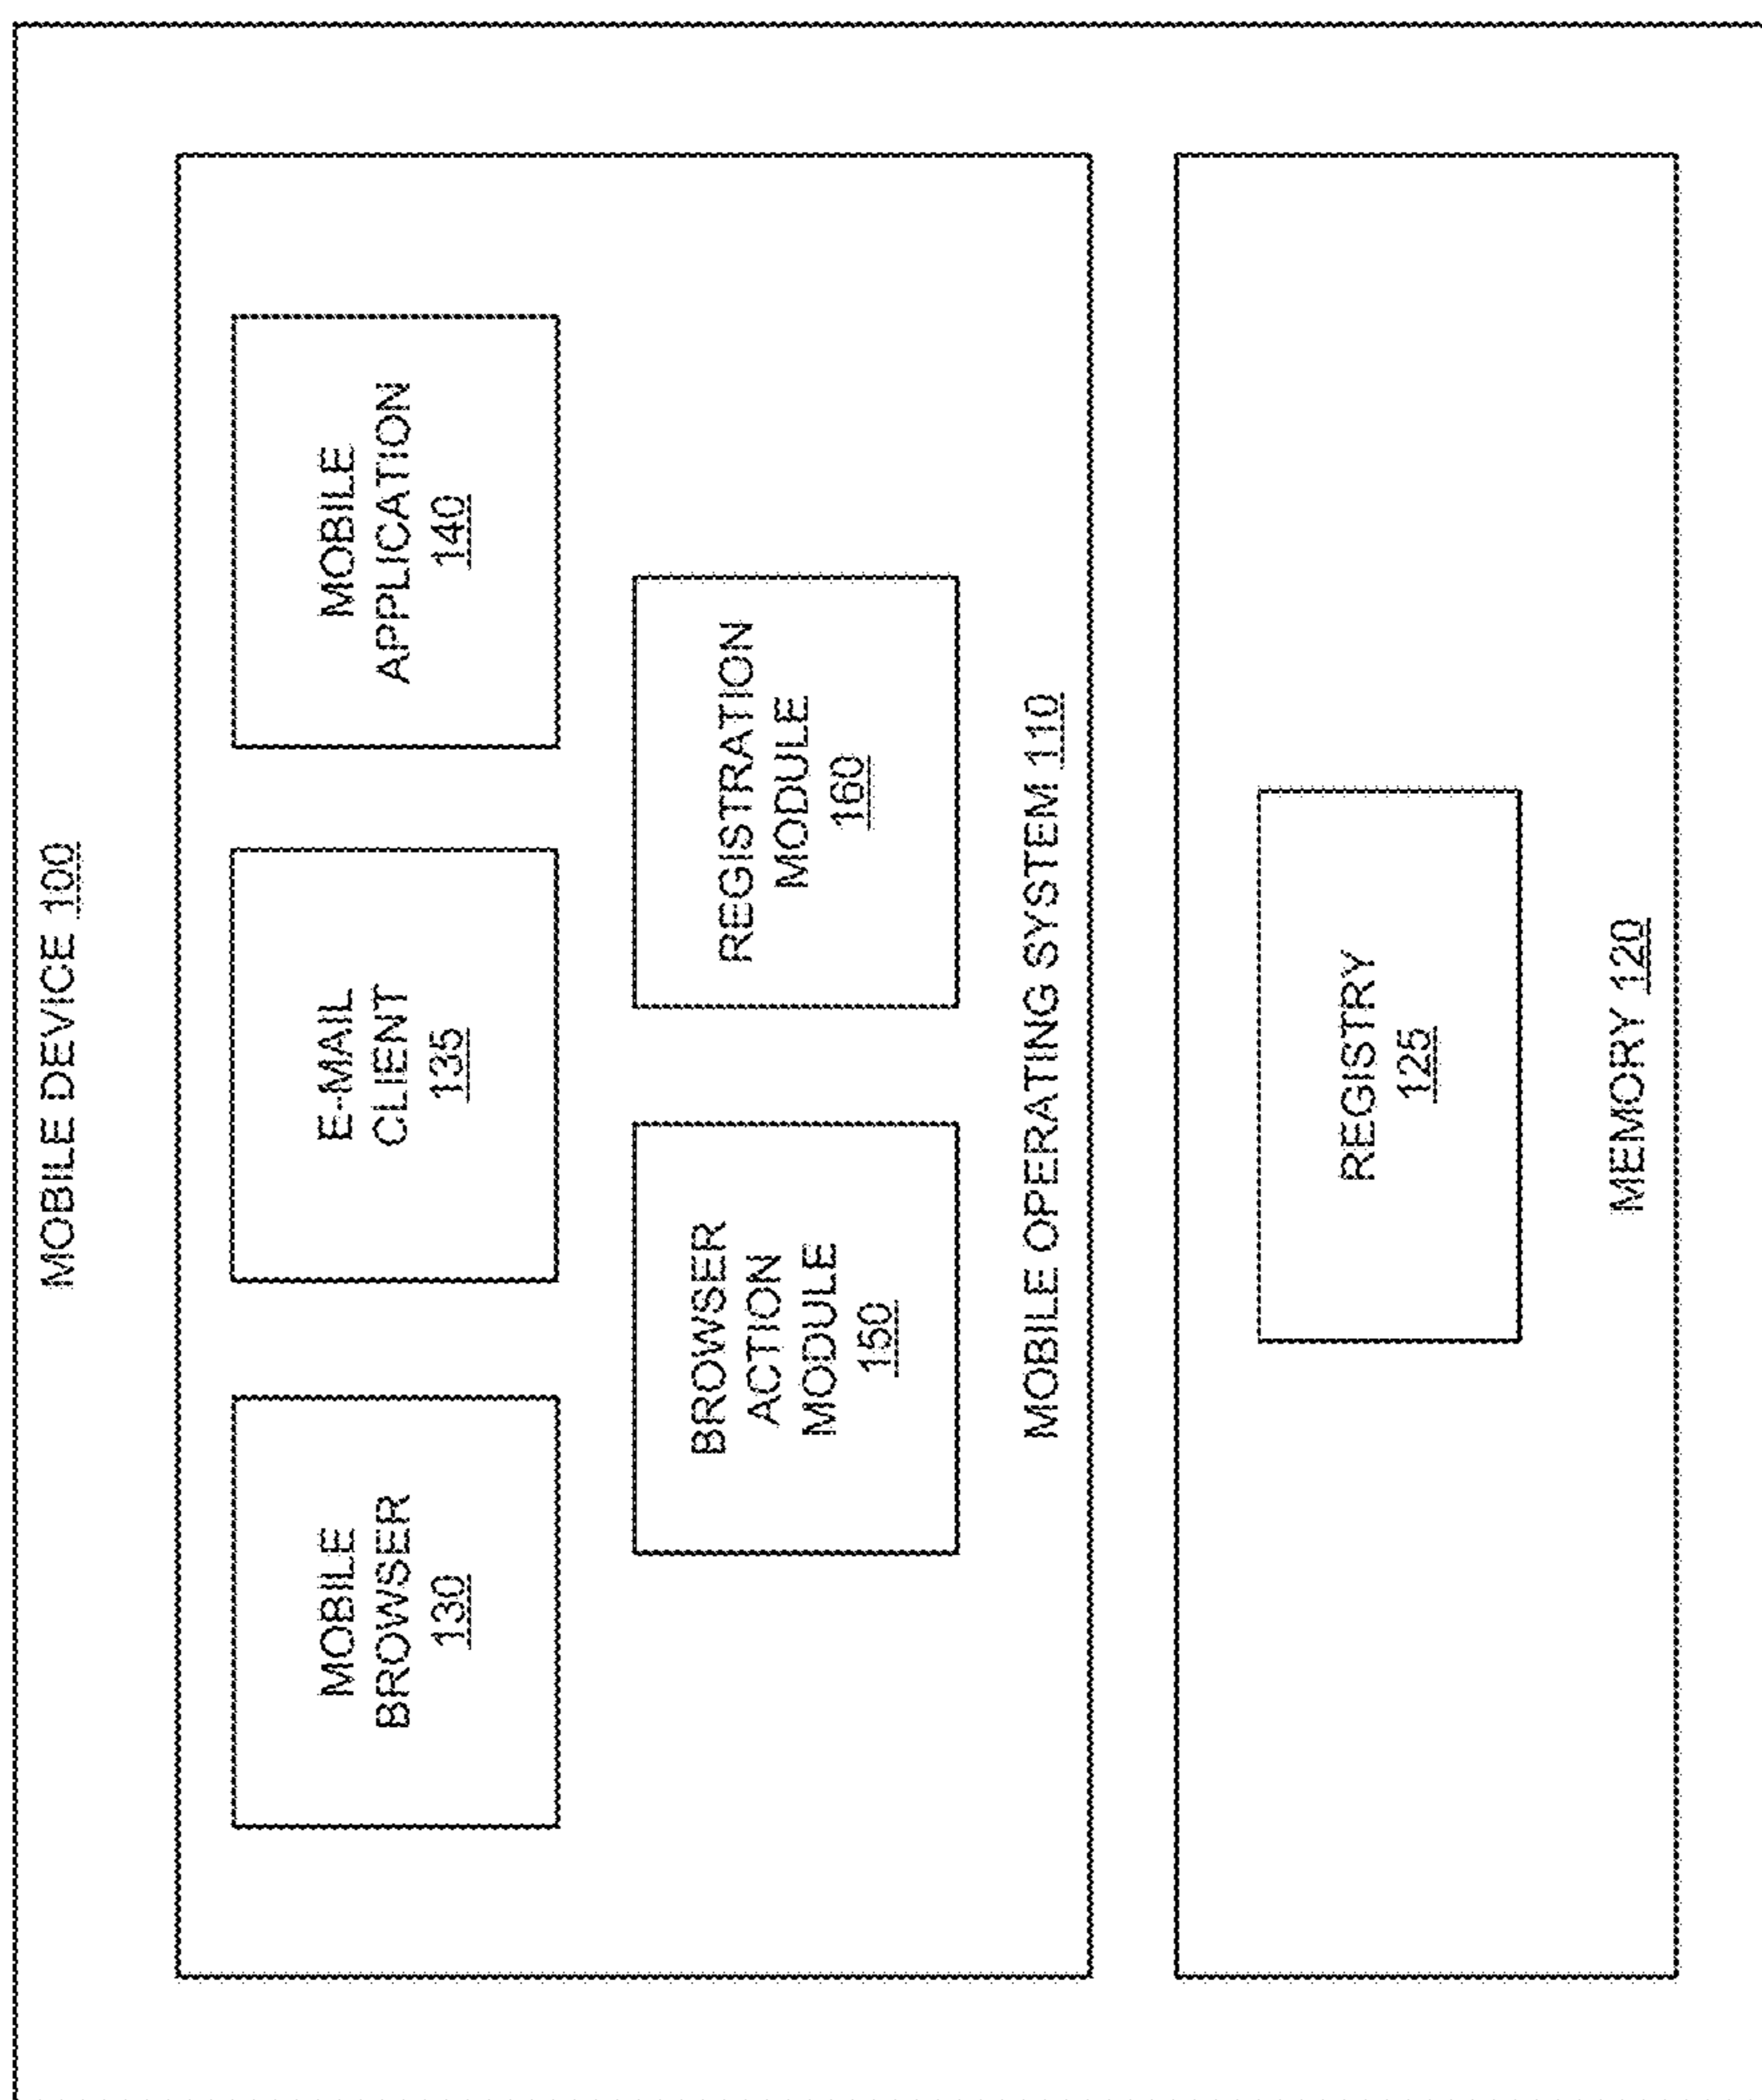 MOBILE DEVICE 100
MOBILE
BROWSER
130
E-MAIL
CLIENT
135
MOBILE
APPLICATION
140
BROWSER
ACTION
MODULE
150
REGISTRATION
MODULE
160
MOBILE OPERATING SYSTEM 110
REGISTRY
125
MEMORY 120